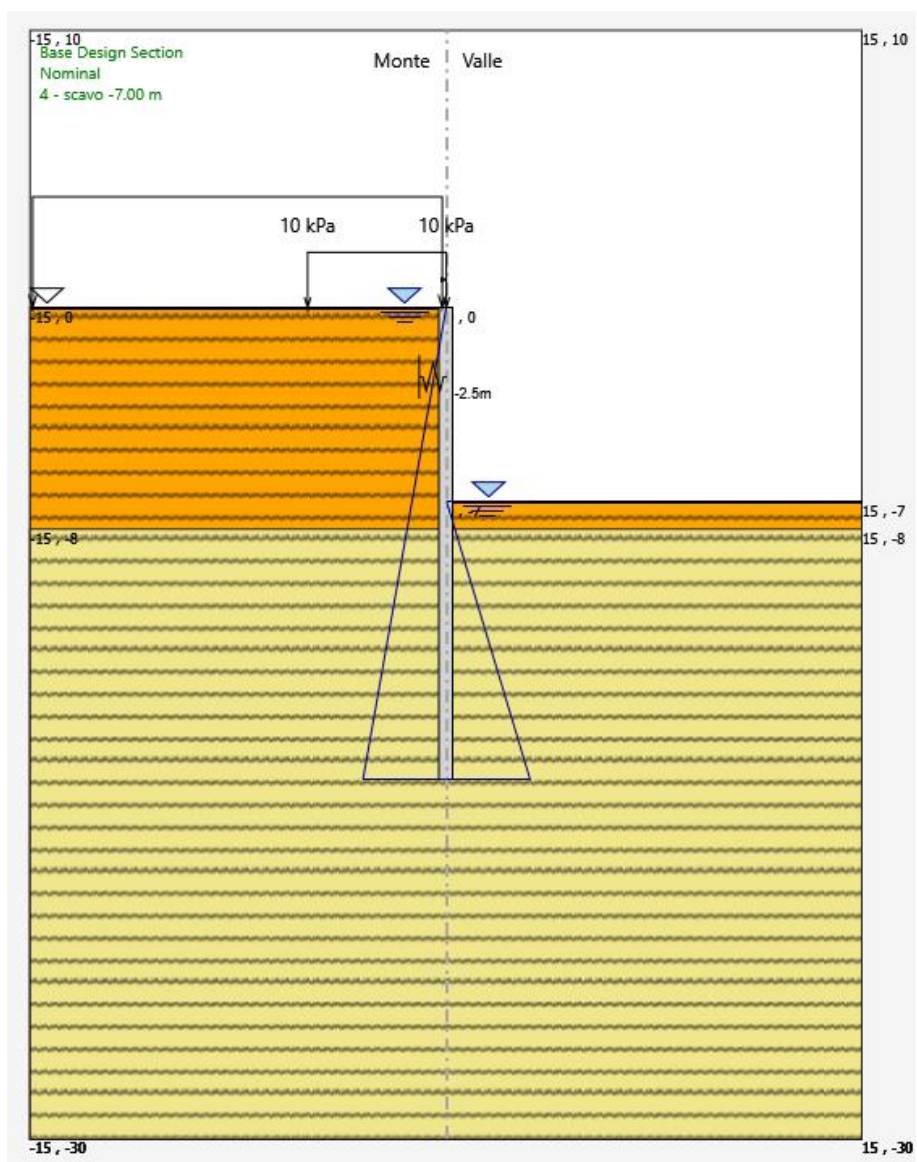 -15 , 10
15 , 10
Base Design Section
Nominal
4 - scavo -7.00 m
Monte
Valle
10 kPa
10 kPa
-15 , 0
, 0
-2.5m
15 , -7
-15 , -8
15 , -8
-15 , -30
15 , -30